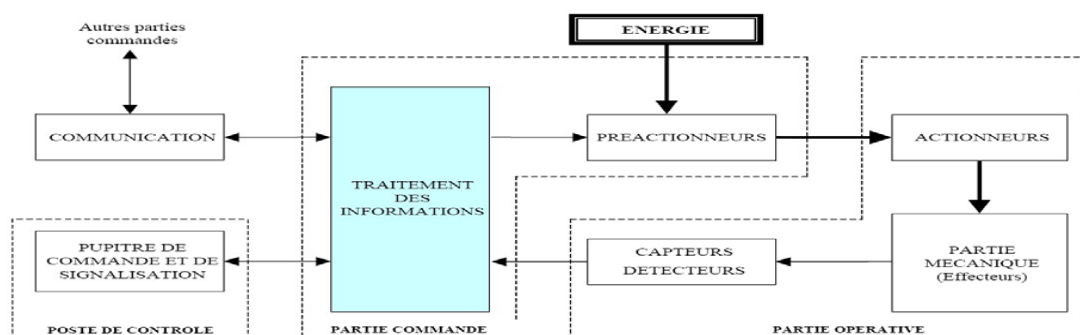 Autres parties
commandes
ENERGIE
COMMUNICATION
PREACTIONNEURS
ACTIONNEURS
TRAITEMENT
DES
INFORMATIONS
PUPITRE DE
COMMANDE ET DE
SIGNALISATION
CAPTEURS
DETECTEURS
PARTIE
MECANIQUE
(Effecteurs)
POSTE DE CONTROLE
PARTIE COMMANDE
PARTIE OPERATIVE